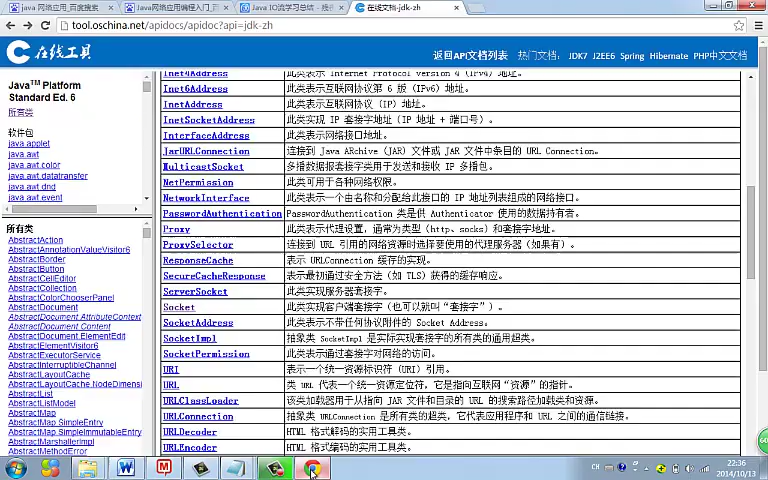 java 网络应用_百度搜索
Java网络应用编程入门_百
Java IO流学习总结 - 线代
在线文档-jdk-zh
tool.oschina.net/apidocs/apidoc?api=jdk-zh
在线工具
返回API文档列表 热门文档： JDK7 J2EE6 Spring Hibernate PHP中文文档
Java™ Platform
Standard Ed. 6
所有类
软件包
java.applet
java.awt
java.awt.color
java.awt.datatransfer
java.awt.dnd
java.awt.event
所有类
AbstractAction
AbstractAnnotationValueVisitor6
AbstractBorder
AbstractButton
AbstractCellEditor
AbstractCollection
AbstractColorChooserPanel
AbstractDocument
AbstractDocument.AttributeContext
AbstractDocument.Content
AbstractDocument.ElementEdit
AbstractElementVisitor6
AbstractExecutorService
AbstractInterruptibleChannel
AbstractLayoutCache
AbstractLayoutCache.NodeDimensi
AbstractList
AbstractListModel
AbstractMap
AbstractMap.SimpleEntry
AbstractMap.SimpleImmutableEntry
AbstractMarshallerImpl
AbstractMethodError
Inet4Address 此类表示 Internet Protocol version 4 (IPv4) 地址。
Inet6Address 此类表示互联网协议第 6 版 (IPv6) 地址。
InetAddress 此类表示互联网协议 (IP) 地址。
InetSocketAddress 此类实现 IP 套接字地址（IP 地址 + 端口号）。
InterfaceAddress 此类表示网络接口地址。
JarURLConnection 连接到 Java ARchive (JAR) 文件或 JAR 文件中条目的 URL Connection。
MulticastSocket 多播数据报套接字类用于发送和接收 IP 多播包。
NetPermission 此类可用于各种网络权限。
NetworkInterface 此类表示一个由名称和分配给此接口的 IP 地址列表组成的网络接口。
PasswordAuthentication PasswordAuthentication 类是供 Authenticator 使用的数据持有者。
Proxy 此类表示代理设置，通常为类型（http、socks）和套接字地址。
ProxySelector 连接到 URL 引用的网络资源时选择要使用的代理服务器（如果有）。
ResponseCache 表示 URLConnection 缓存的实现。
SecureCacheResponse 表示最初通过安全方法（如 TLS）获得的缓存响应。
ServerSocket 此类实现服务器套接字。
Socket 此类实现客户端套接字（也可以就叫“套接字”）。
SocketAddress 此类表示不带任何协议附件的 Socket Address。
SocketImpl 抽象类 SocketImpl 是实际实现套接字的所有类的通用超类。
SocketPermission 此类表示通过套接字对网络的访问。
URI 表示一个统一资源标识符 (URI) 引用。
URL 类 URL 代表一个统一资源定位符，它是指向互联网“资源”的指针。
URLClassLoader 该类加载器用于从指向 JAR 文件和目录的 URL 的搜索路径加载类和资源。
URLConnection 抽象类 URLConnection 是所有类的超类，它代表应用程序和 URL 之间的通信链接。
URLDecoder HTML 格式解码的实用工具类。
URLEncoder HTML 格式编码的实用工具类。
60
CH
22:36
2014/10/13